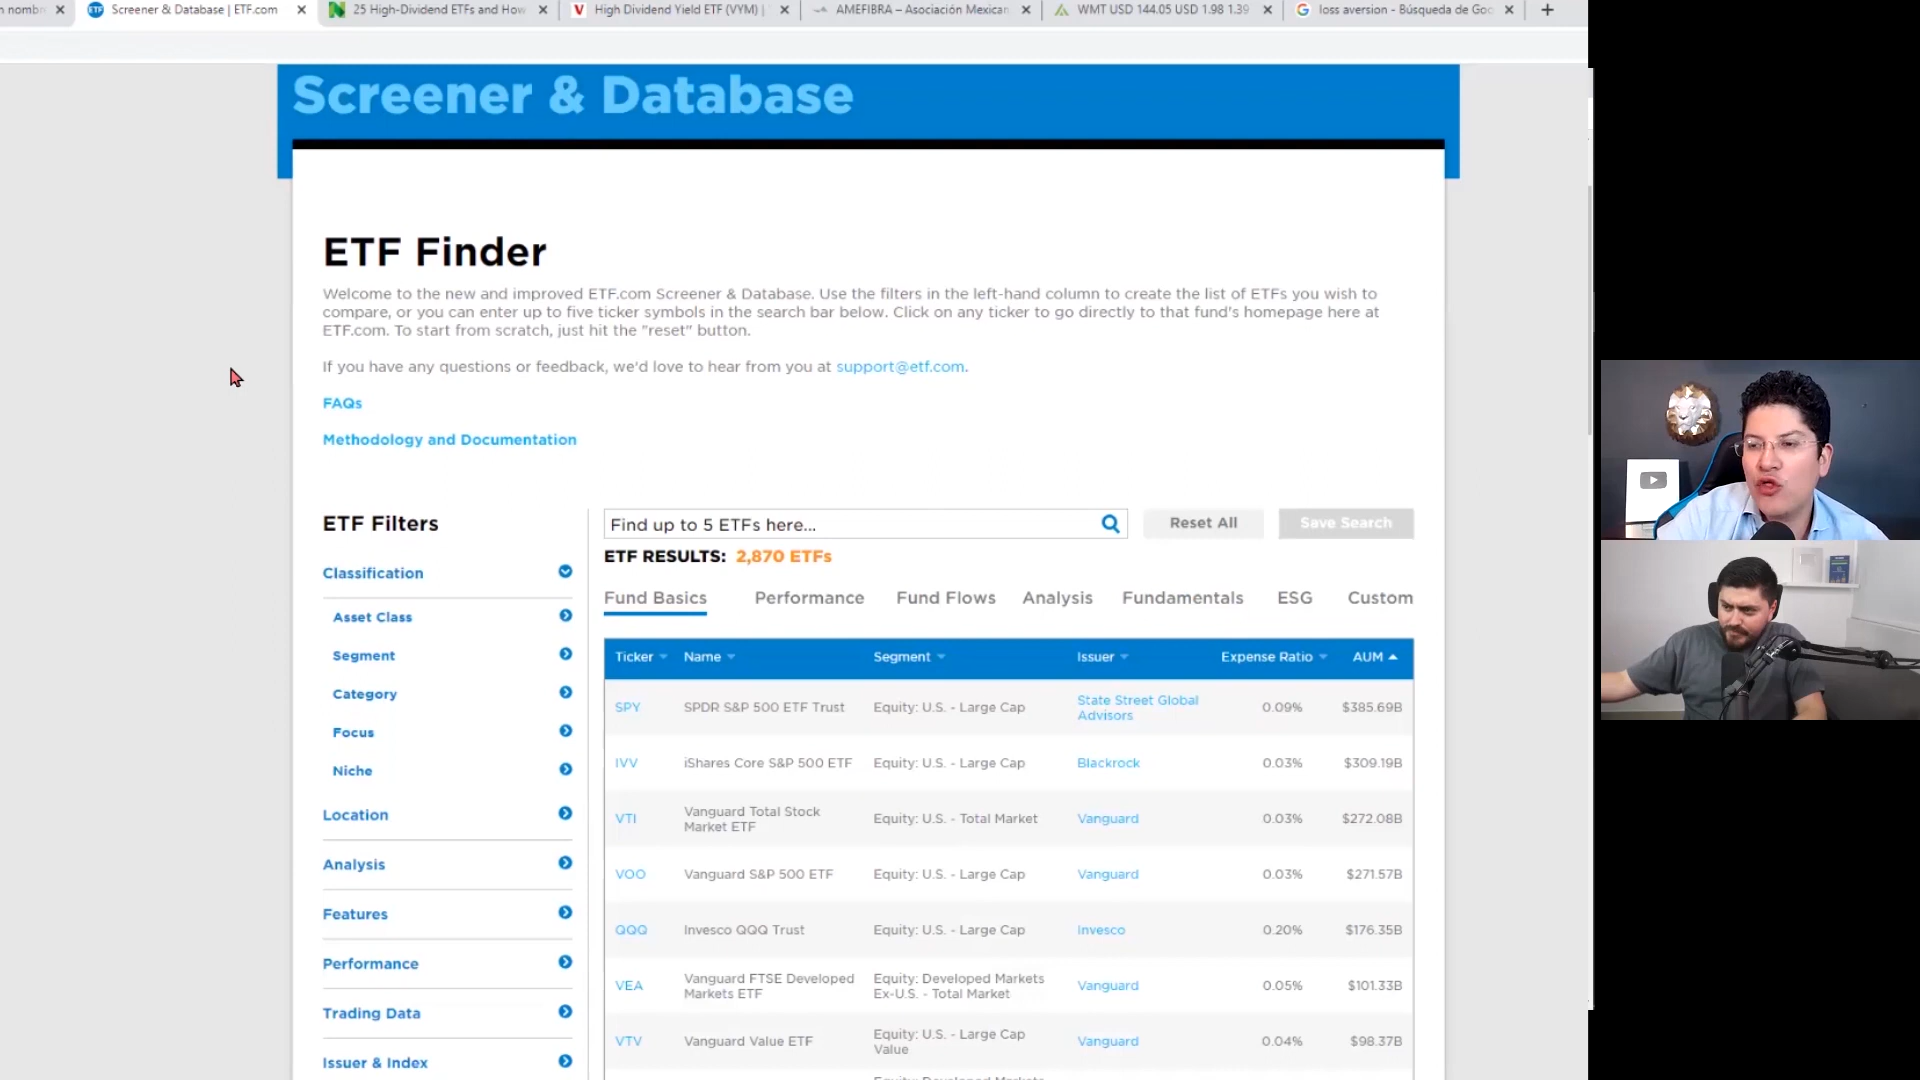 n nombr
Screener & Database | ETF.com
25 High-Dividend ETFs and How
High Dividend Yield ETF (VYM) |
AMEFIBRA – Asociación Mexican
WMT USD 144.05 USD 1.98 1.39
loss aversion - Búsqueda de Goo
Screener & Database
ETF Finder
Welcome to the new and improved ETF.com Screener & Database. Use the filters in the left-hand column to create the list of ETFs you wish to
compare, or you can enter up to five ticker symbols in the search bar below. Click on any ticker to go directly to that fund's homepage here at
ETF.com. To start from scratch, just hit the "reset" button.
If you have any questions or feedback, we'd love to hear from you at support@etf.com.
FAQs
Methodology and Documentation
ETF Filters
Classification
Asset Class
Segment
Category
Focus
Niche
Location
Analysis
Features
Performance
Trading Data
Issuer & Index
Find up to 5 ETFs here...
Reset All
Save Search
ETF RESULTS: 2,870 ETFs
Fund Basics Performance Fund Flows Analysis Fundamentals ESG Custom
Ticker Name Segment Issuer Expense Ratio AUM
SPY SPDR S&P 500 ETF Trust Equity: U.S. - Large Cap State Street Global 0.09% $385.69B
Advisors
IVV iShares Core S&P 500 ETF Equity: U.S. - Large Cap Blackrock 0.03% $309.19B
VTI Vanguard Total Stock Equity: U.S. - Total Market Vanguard 0.03% $272.08B
Market ETF
VOO Vanguard S&P 500 ETF Equity: U.S. - Large Cap Vanguard 0.03% $271.57B
QQQ Invesco QQQ Trust Equity: U.S. - Large Cap Invesco 0.20% $176.35B
VEA Vanguard FTSE Developed Equity: Developed Markets Vanguard 0.05% $101.33B
Markets ETF Ex-U.S. - Total Market
VTV Vanguard Value ETF Equity: U.S. - Large Cap Vanguard 0.04% $98.37B
Value
Equity: Developed Markets